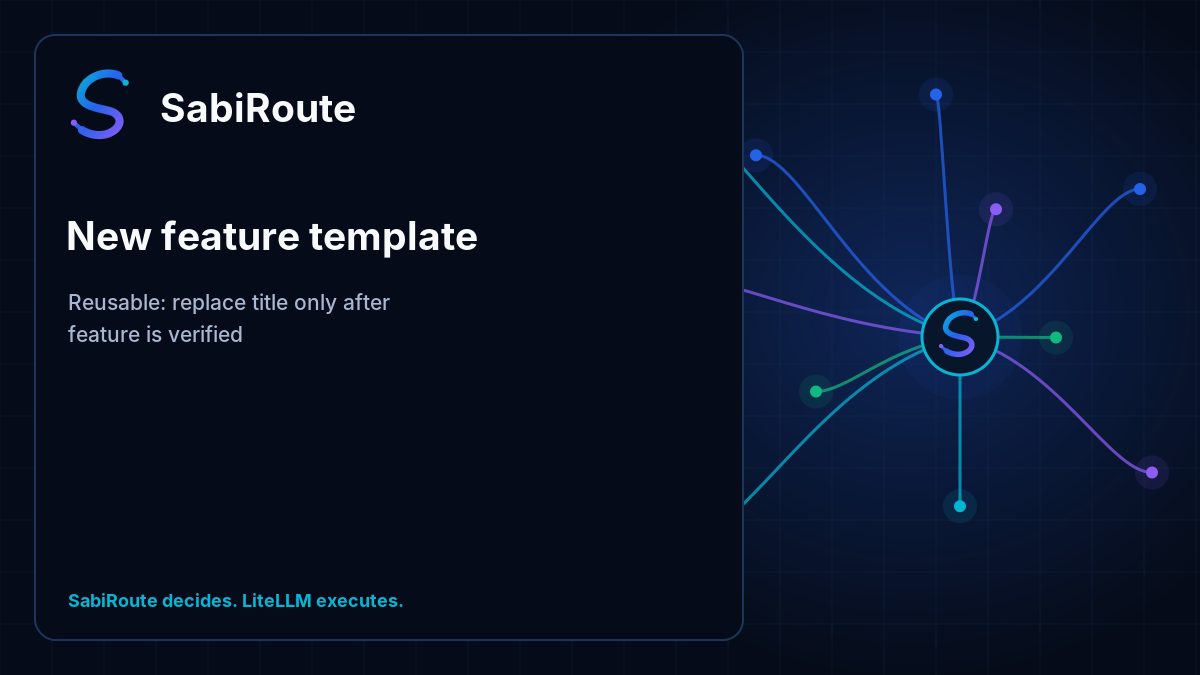 SabiRoute
New feature template
Reusable: replace title only after
feature is verified
SabiRoute decides. LiteLLM executes.